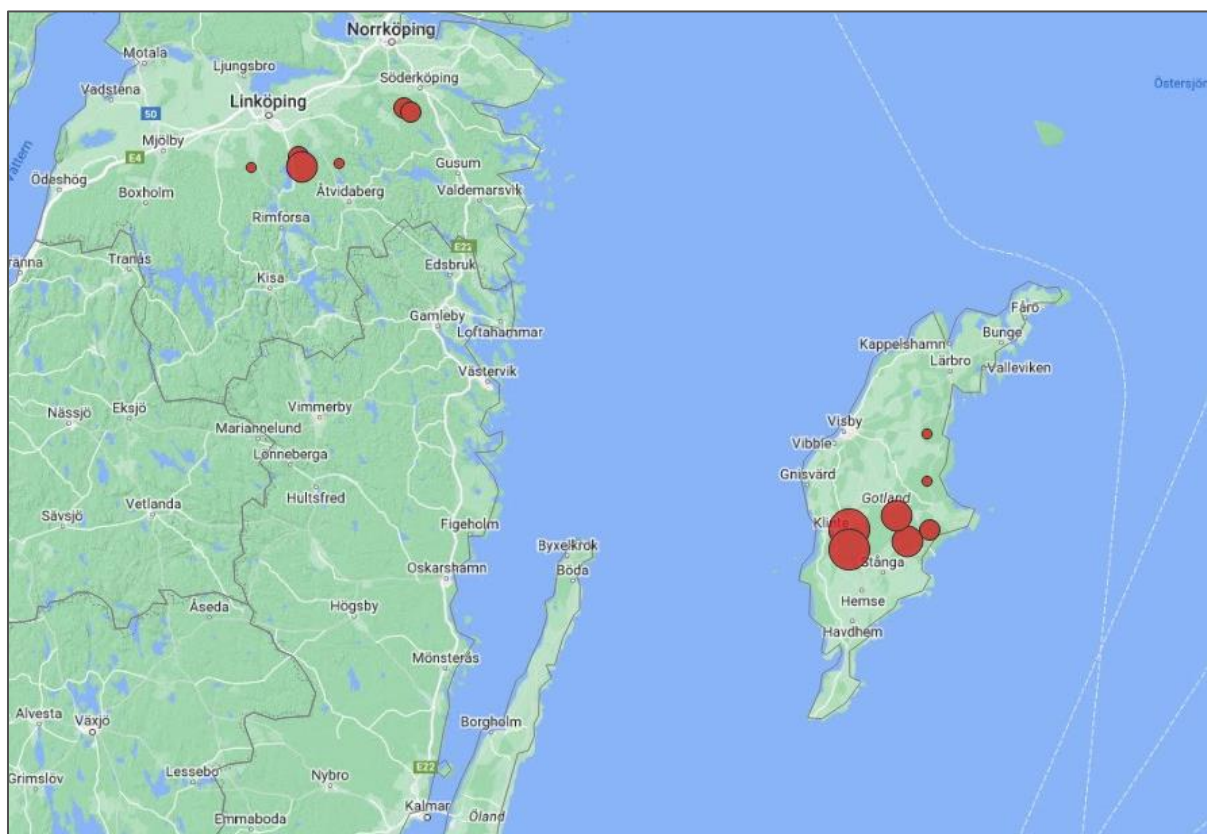 Norrköping
Motala
Ljungsbro
Söderköping
Östersjön
Vadstena
50
Linköping
Mjölby
E4
Vättern
Ödeshög
Boxholm
Gusum
Åtvidaberg
Valdemarsvik
Rimforsa
E22
ränna
Tranås
Edsbruk
Kisa
Gamleby
Loftahammar
Fårö
Bunge
Kappelshamn
Lärbro
Valleviken
Västervik
Nässjö
Eksjö
Vimmerby
Mariannelund
Visby
Vibble
Lönneberga
Gnisvärd
Hultsfred
Gotland
Vetlanda
Sävsjö
Figeholm
Klinte
Byxelkrok
Böda
Oskarshamn
Stånga
Hemse
Åseda
Högsby
Havdhem
Mönsterås
Alvesta
Växjö
Borgholm
E22
Grimslöv
Lessebo
Nybro
Kalmar
Öland
Emmaboda